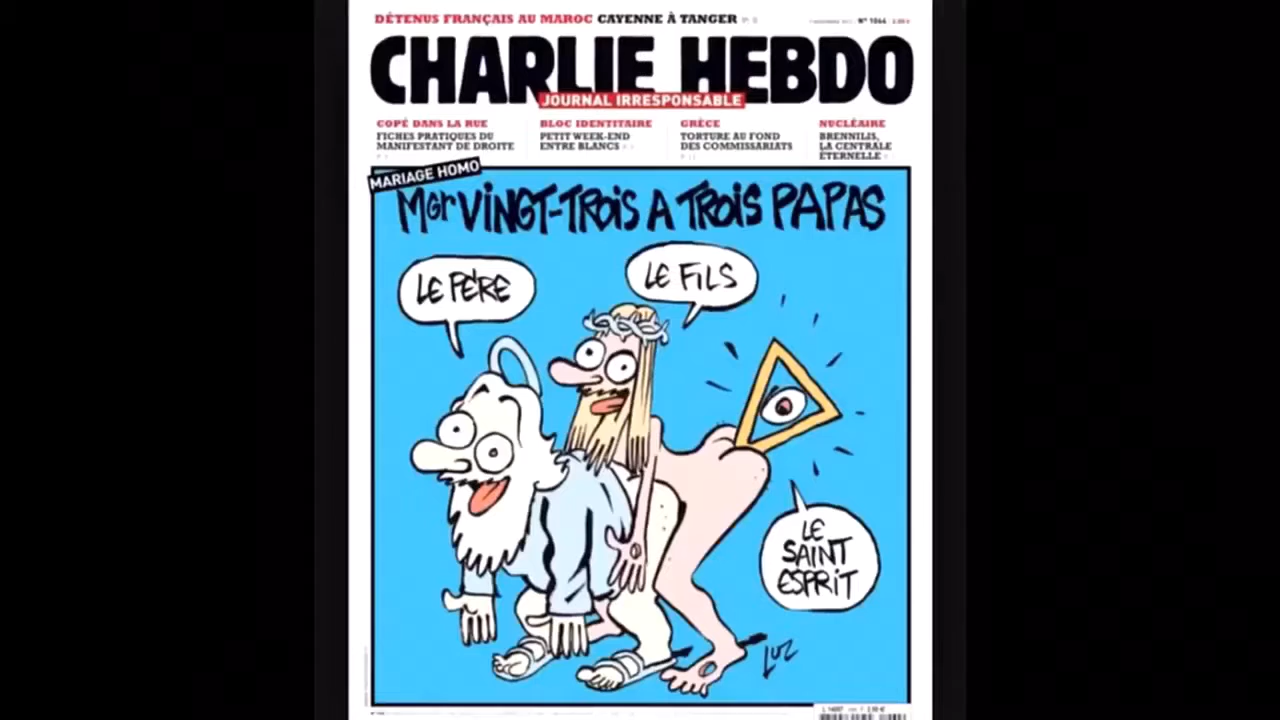 DÉTENUS FRANÇAIS AU MAROC CAYENNE À TANGER
Nº 1064
CHARLIE HEBDO
JOURNAL IRRESPONSABLE
COPÉ DANS LA RUE
FICHES PRATIQUES DU
MANIFESTANT DE DROITE
BLOC IDENTITAIRE
PETIT WEEK-END
ENTRE BLANCS
GRÈCE
TORTURE AU FOND
DES COMMISSARIATS
NUCLÉAIRE
BRENNILIS,
LA CENTRALE
ÉTERNELLE
MARIAGE HOMO
Mgr VINGT-TROIS A TROIS PAPAS
LE PÈRE
LE FILS
LE
SAINT
ESPRIT
LUZ